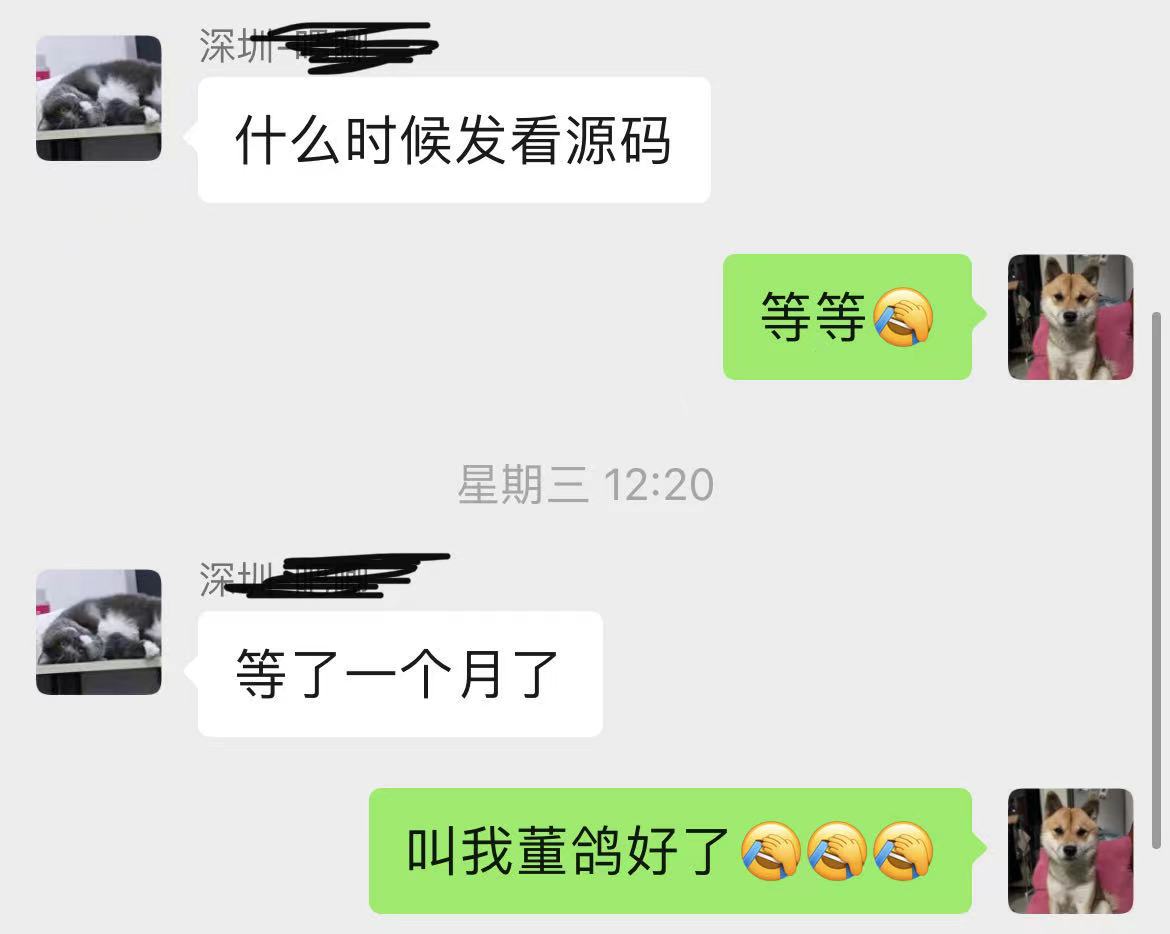 深圳-
什么时候发看源码
等等🤦
星期三 12:20
深圳
等了一个月了
叫我董鸽好了